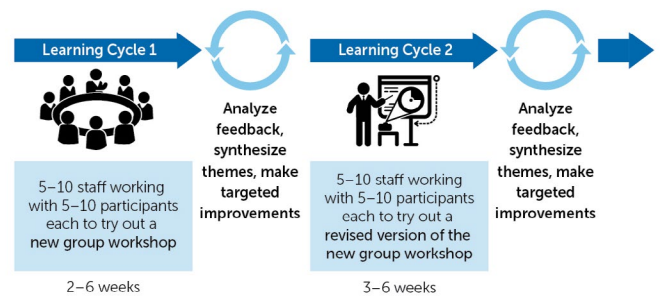 Learning Cycle 1
5–10 staff working
with 5–10 participants
each to try out a
new group workshop
2–6 weeks
Analyze
feedback,
synthesize
themes, make
targeted
improvements
Learning Cycle 2
5–10 staff working
with 5–10 participants
each to try out a
revised version of the
new group workshop
3–6 weeks
Analyze
feedback,
synthesize
themes, make
targeted
improvements